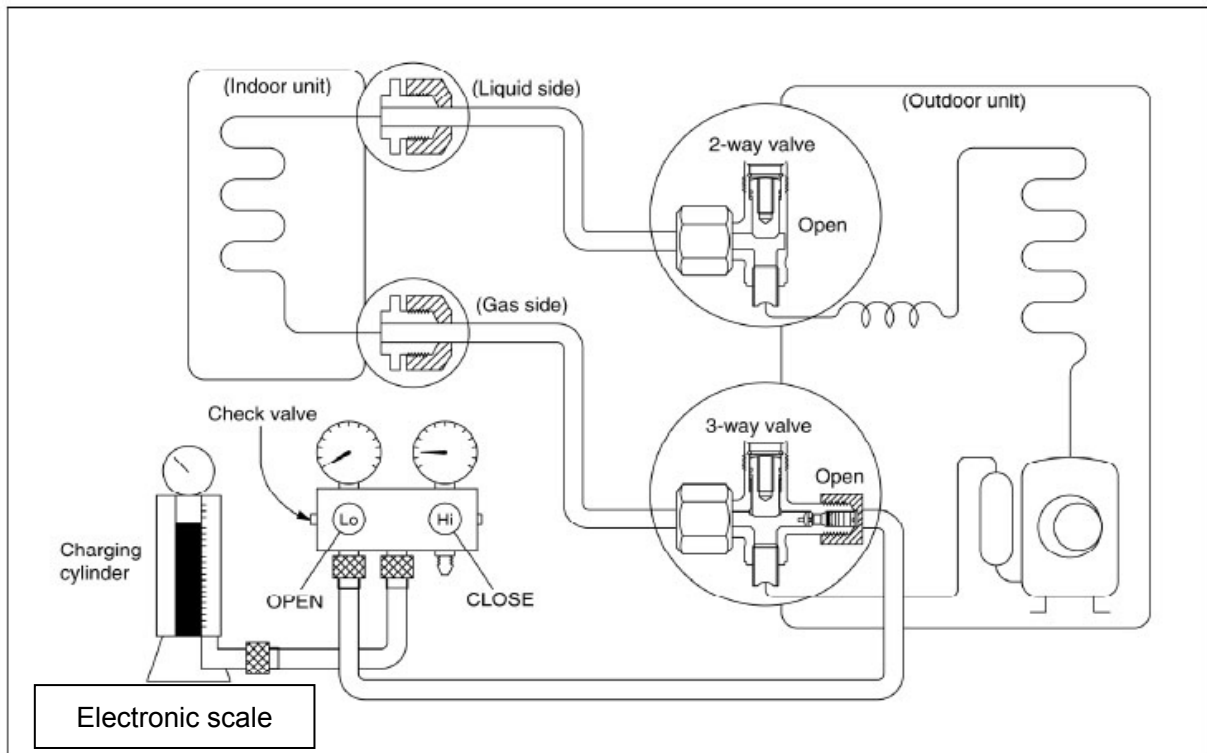 (Indoor unit)
(Liquid side)
(Outdoor unit)
2-way valve
Open
(Gas side)
Check valve
3-way valve
Open
Lo
Hi
Charging
cylinder
OPEN
CLOSE
Electronic scale